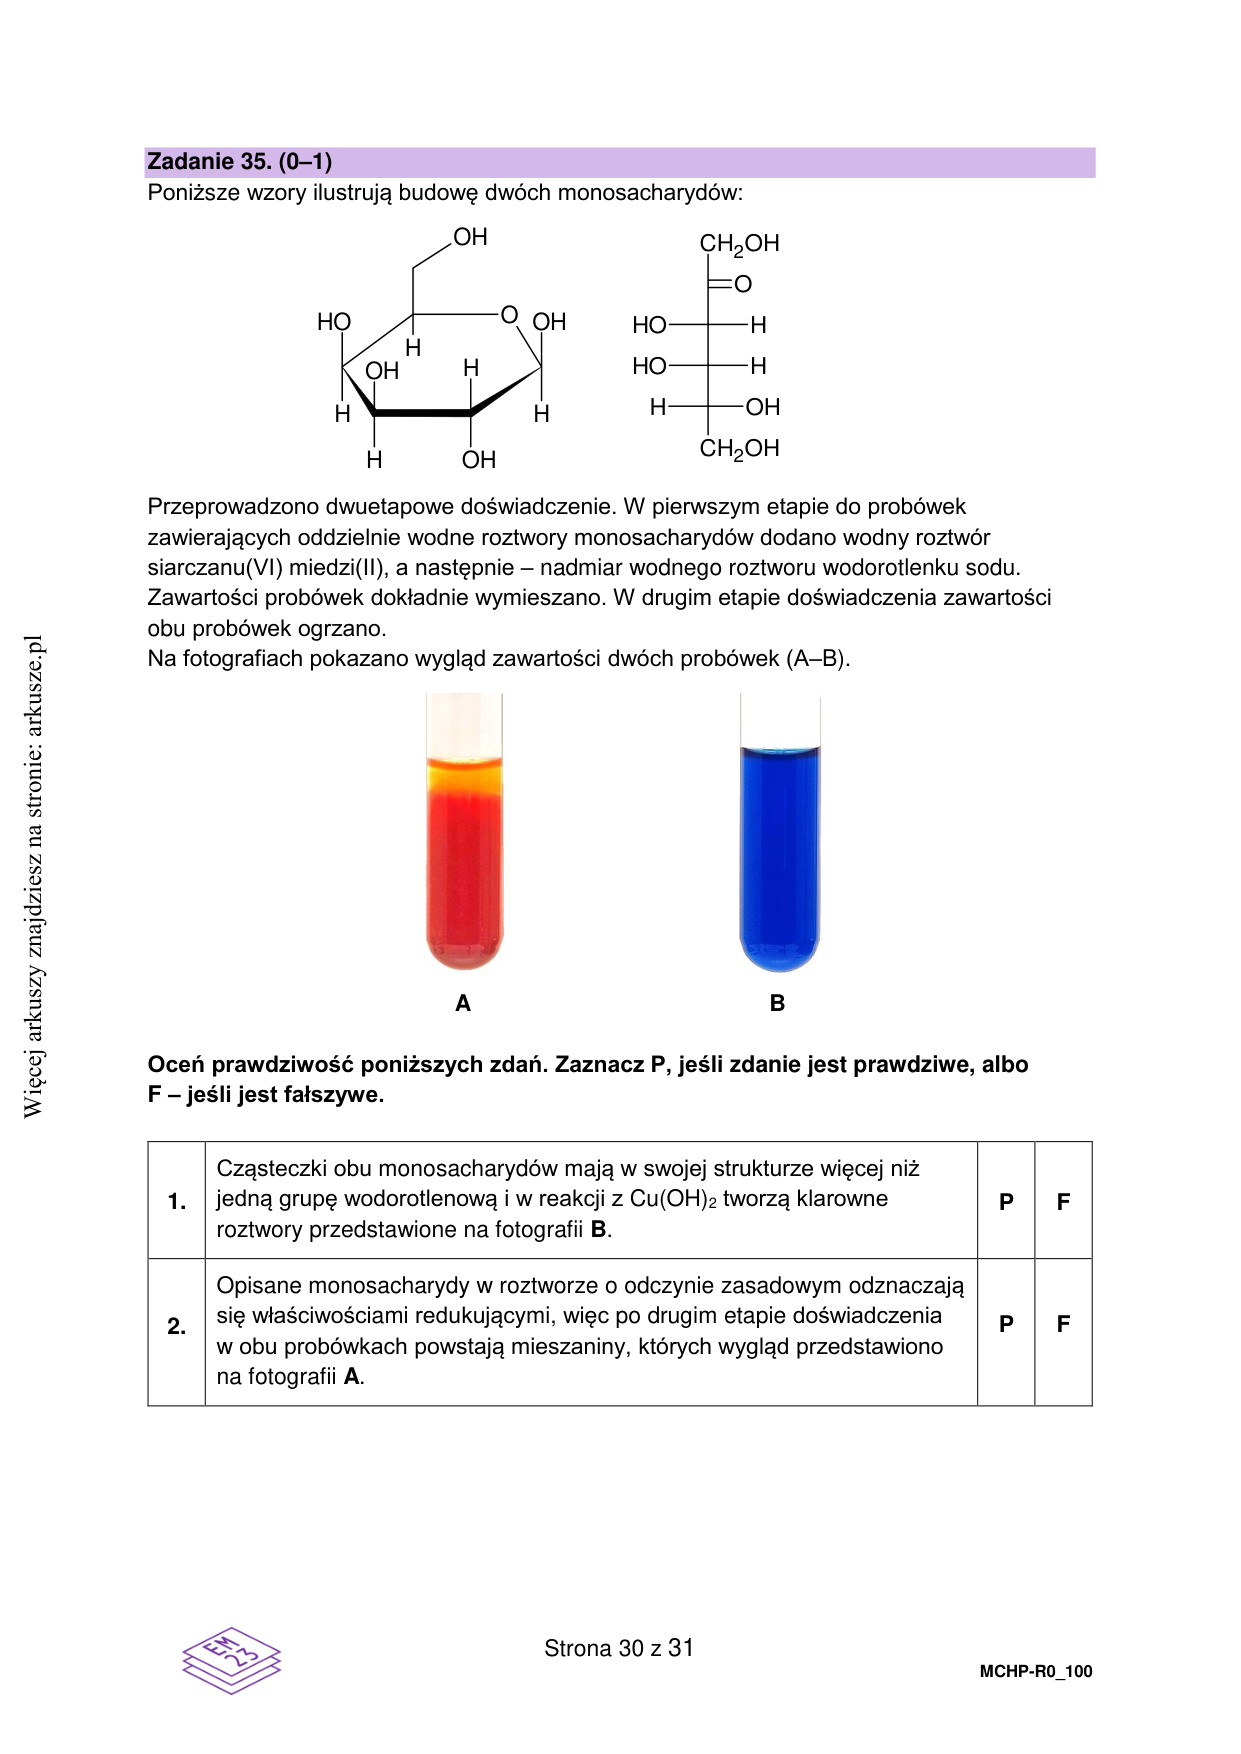 Zadanie 35. (0–1)
Poniższe wzory ilustrują budowę dwóch monosacharydów:
OH
HO
O
OH
H
OH
H
H
H
H
OH
CH2OH
O
HO
H
HO
H
H
OH
CH2OH
Przeprowadzono dwuetapowe doświadczenie. W pierwszym etapie do probówek
zawierających oddzielnie wodne roztwory monosacharydów dodano wodny roztwór
siarczanu(VI) miedzi(II), a następnie – nadmiar wodnego roztworu wodorotlenku sodu.
Zawartości probówek dokładnie wymieszano. W drugim etapie doświadczenia zawartości
obu probówek ogrzano.
Na fotografiach pokazano wygląd zawartości dwóch probówek (A–B).
A
B
Oceń prawdziwość poniższych zdań. Zaznacz P, jeśli zdanie jest prawdziwe, albo
F – jeśli jest fałszywe.
1.
Cząsteczki obu monosacharydów mają w swojej strukturze więcej niż
jedną grupę wodorotlenową i w reakcji z Cu(OH)2 tworzą klarowne
roztwory przedstawione na fotografii B.
P
F
2.
Opisane monosacharydy w roztworze o odczynie zasadowym odznaczają
się właściwościami redukującymi, więc po drugim etapie doświadczenia
w obu probówkach powstają mieszaniny, których wygląd przedstawiono
na fotografii A.
P
F
Więcej arkuszy znajdziesz na stronie: arkusze.pl
EM
23
Strona 30 z 31
MCHP-R0_100